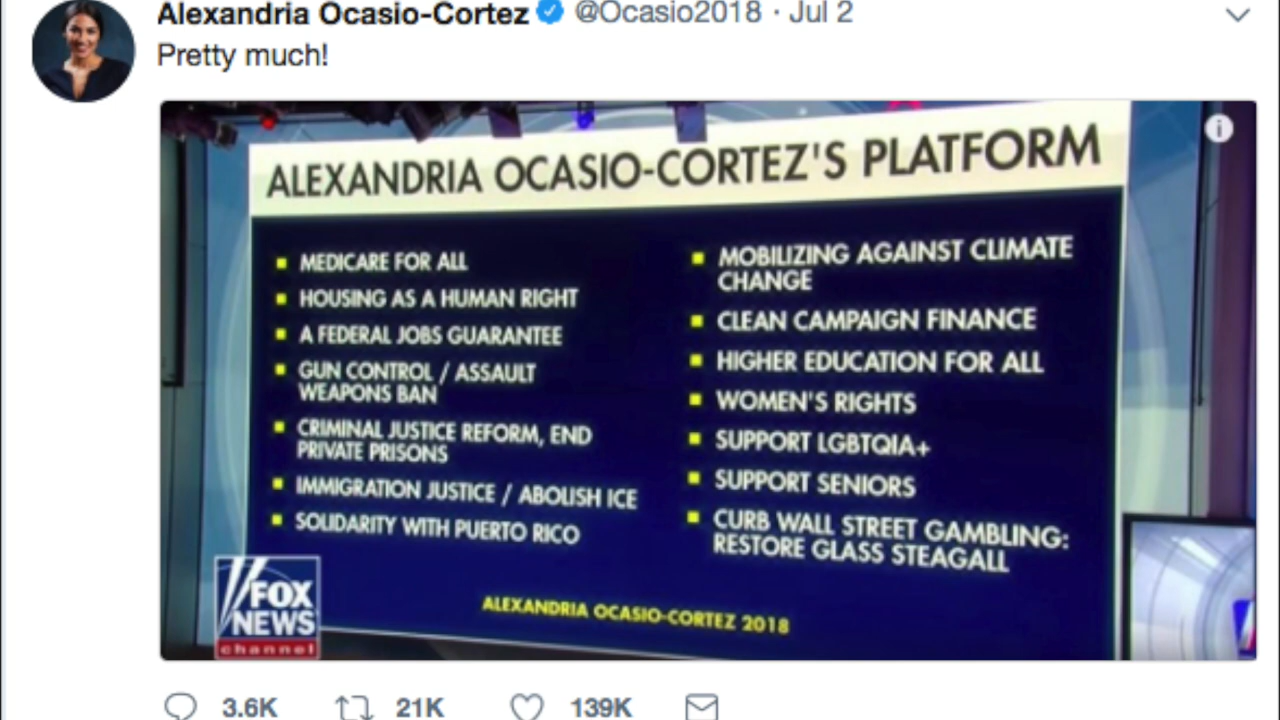 Alexandria Ocasio-Cortez @Ocasio2018 · Jul 2
Pretty much!
ALEXANDRIA OCASIO-CORTEZ'S PLATFORM
MEDICARE FOR ALL
HOUSING AS A HUMAN RIGHT
A FEDERAL JOBS GUARANTEE
GUN CONTROL / ASSAULT
WEAPONS BAN
CRIMINAL JUSTICE REFORM, END
PRIVATE PRISONS
IMMIGRATION JUSTICE / ABOLISH ICE
SOLIDARITY WITH PUERTO RICO
MOBILIZING AGAINST CLIMATE
CHANGE
CLEAN CAMPAIGN FINANCE
HIGHER EDUCATION FOR ALL
WOMEN'S RIGHTS
SUPPORT LGBTQIA+
SUPPORT SENIORS
CURB WALL STREET GAMBLING:
RESTORE GLASS STEAGALL
ALEXANDRIA OCASIO-CORTEZ 2018
FOX
NEWS
channel
3.6K 21K 139K